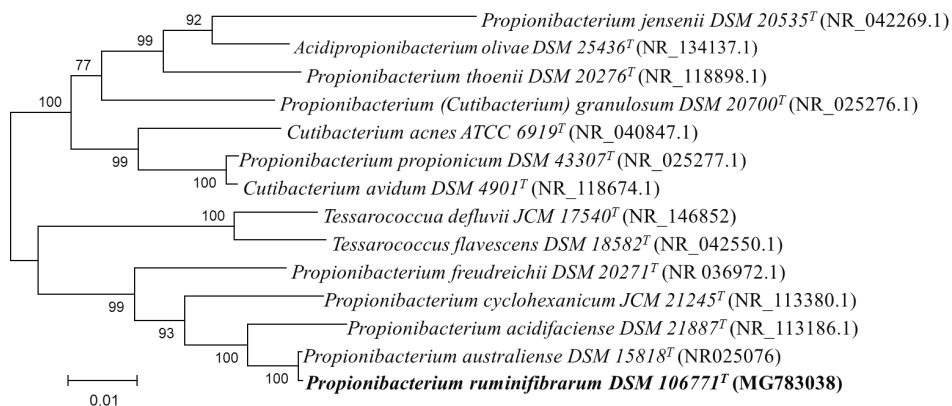 92
Propionibacterium jensenii DSM 20535T (NR_042269.1)
99
Acidipropionibacterium olivae DSM 25436T (NR_134137.1)
77
Propionibacterium thoenii DSM 20276T (NR_118898.1)
100
Propionibacterium (Cutibacterium) granulosum DSM 20700T (NR_025276.1)
Cutibacterium acnes ATCC 6919T (NR_040847.1)
99
Propionibacterium propionicum DSM 43307T (NR_025277.1)
100
Cutibacterium avidum DSM 4901T (NR_118674.1)
100
Tessarococcua defluvii JCM 17540T (NR_146852)
Tessarococcus flavescens DSM 18582T (NR_042550.1)
Propionibacterium freudreichii DSM 20271T (NR 036972.1)
99
Propionibacterium cyclohexanicum JCM 21245T (NR_113380.1)
93
Propionibacterium acidifaciense DSM 21887T (NR_113186.1)
100
Propionibacterium australiense DSM 15818T (NR025076)
100
Propionibacterium ruminifibrarum DSM 106771T (MG783038)
0.01